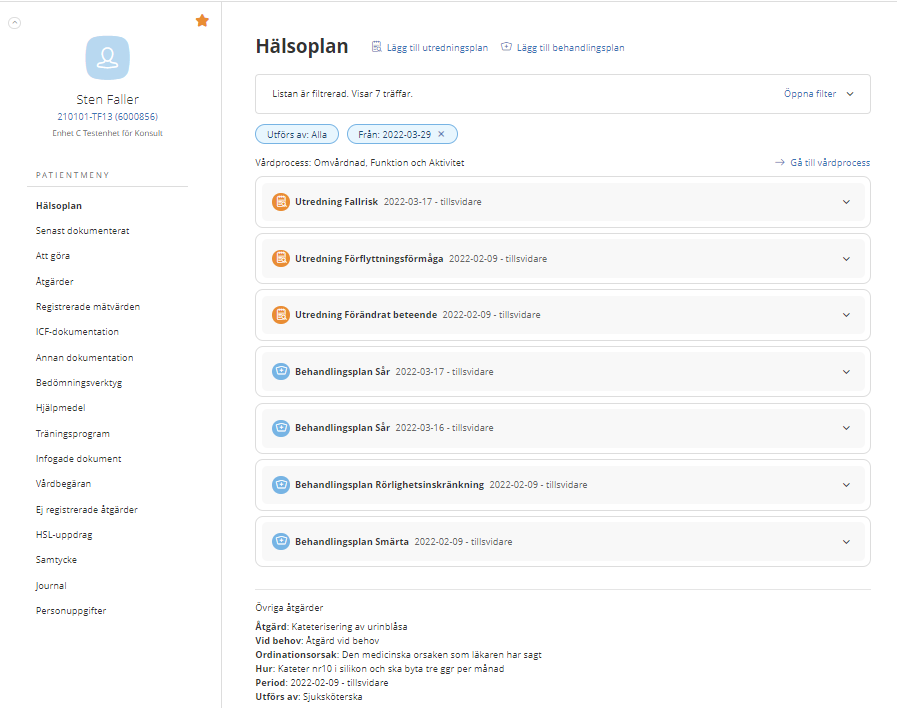 Sten Faller
210101-TF13 (6000856)
Enhet C Testenhet för Konsult
PATIENTMENY
Hälsoplan
Senast dokumenterat
Att göra
Åtgärder
Registrerade mätvärden
ICF-dokumentation
Annan dokumentation
Bedömningsverktyg
Hjälpmedel
Träningsprogram
Infogade dokument
Vårdbegäran
Ej registrerade åtgärder
HSL-uppdrag
Samtycke
Journal
Personuppgifter
Hälsoplan Lägg till utredningsplan Lägg till behandlingsplan
Listan är filtrerad. Visar 7 träffar. Öppna filter
Utförs av: Alla Från: 2022-03-29 ×
Vårdprocess: Omvårdnad, Funktion och Aktivitet → Gå till vårdprocess
Utredning Fallrisk 2022-03-17 - tillsvidare
Utredning Förflyttningsförmåga 2022-02-09 - tillsvidare
Utredning Förändrat beteende 2022-02-09 - tillsvidare
Behandlingsplan Sår 2022-03-17 - tillsvidare
Behandlingsplan Sår 2022-03-16 - tillsvidare
Behandlingsplan Rörlighetsinskränkning 2022-02-09 - tillsvidare
Behandlingsplan Smärta 2022-02-09 - tillsvidare
Övriga åtgärder
Åtgärd: Kateterisering av urinblåsa
Vid behov: Åtgärd vid behov
Ordinationsorsak: Den medicinska orsaken som läkaren har sagt
Hur: Kateter nr10 i silikon och ska byta tre ggr per månad
Period: 2022-02-09 - tillsvidare
Utförs av: Sjuksköterska